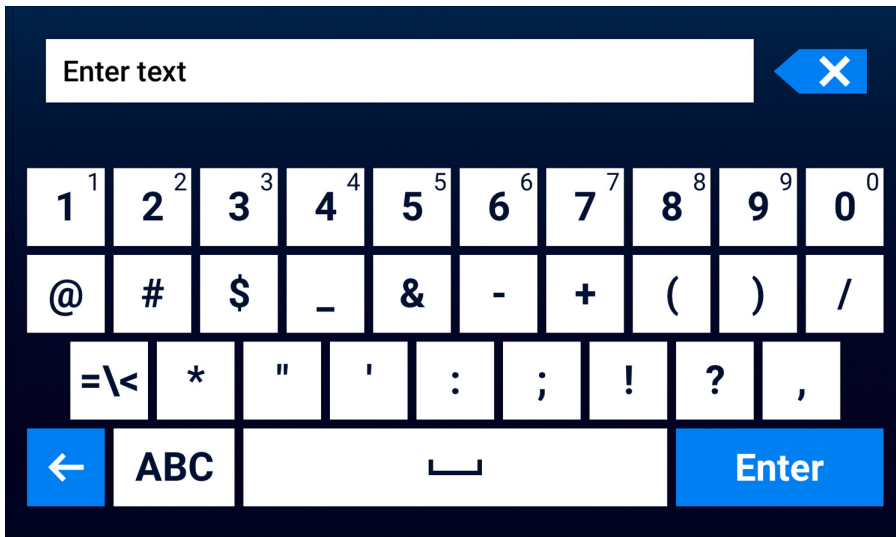 Enter text
1 1 2 2 3 3 4 4 5 5 6 6 7 7 8 8 9 9 0 0
@ # $ _ & - + ( ) /
=\< * " ' : ; ! ? ,
ABC Enter